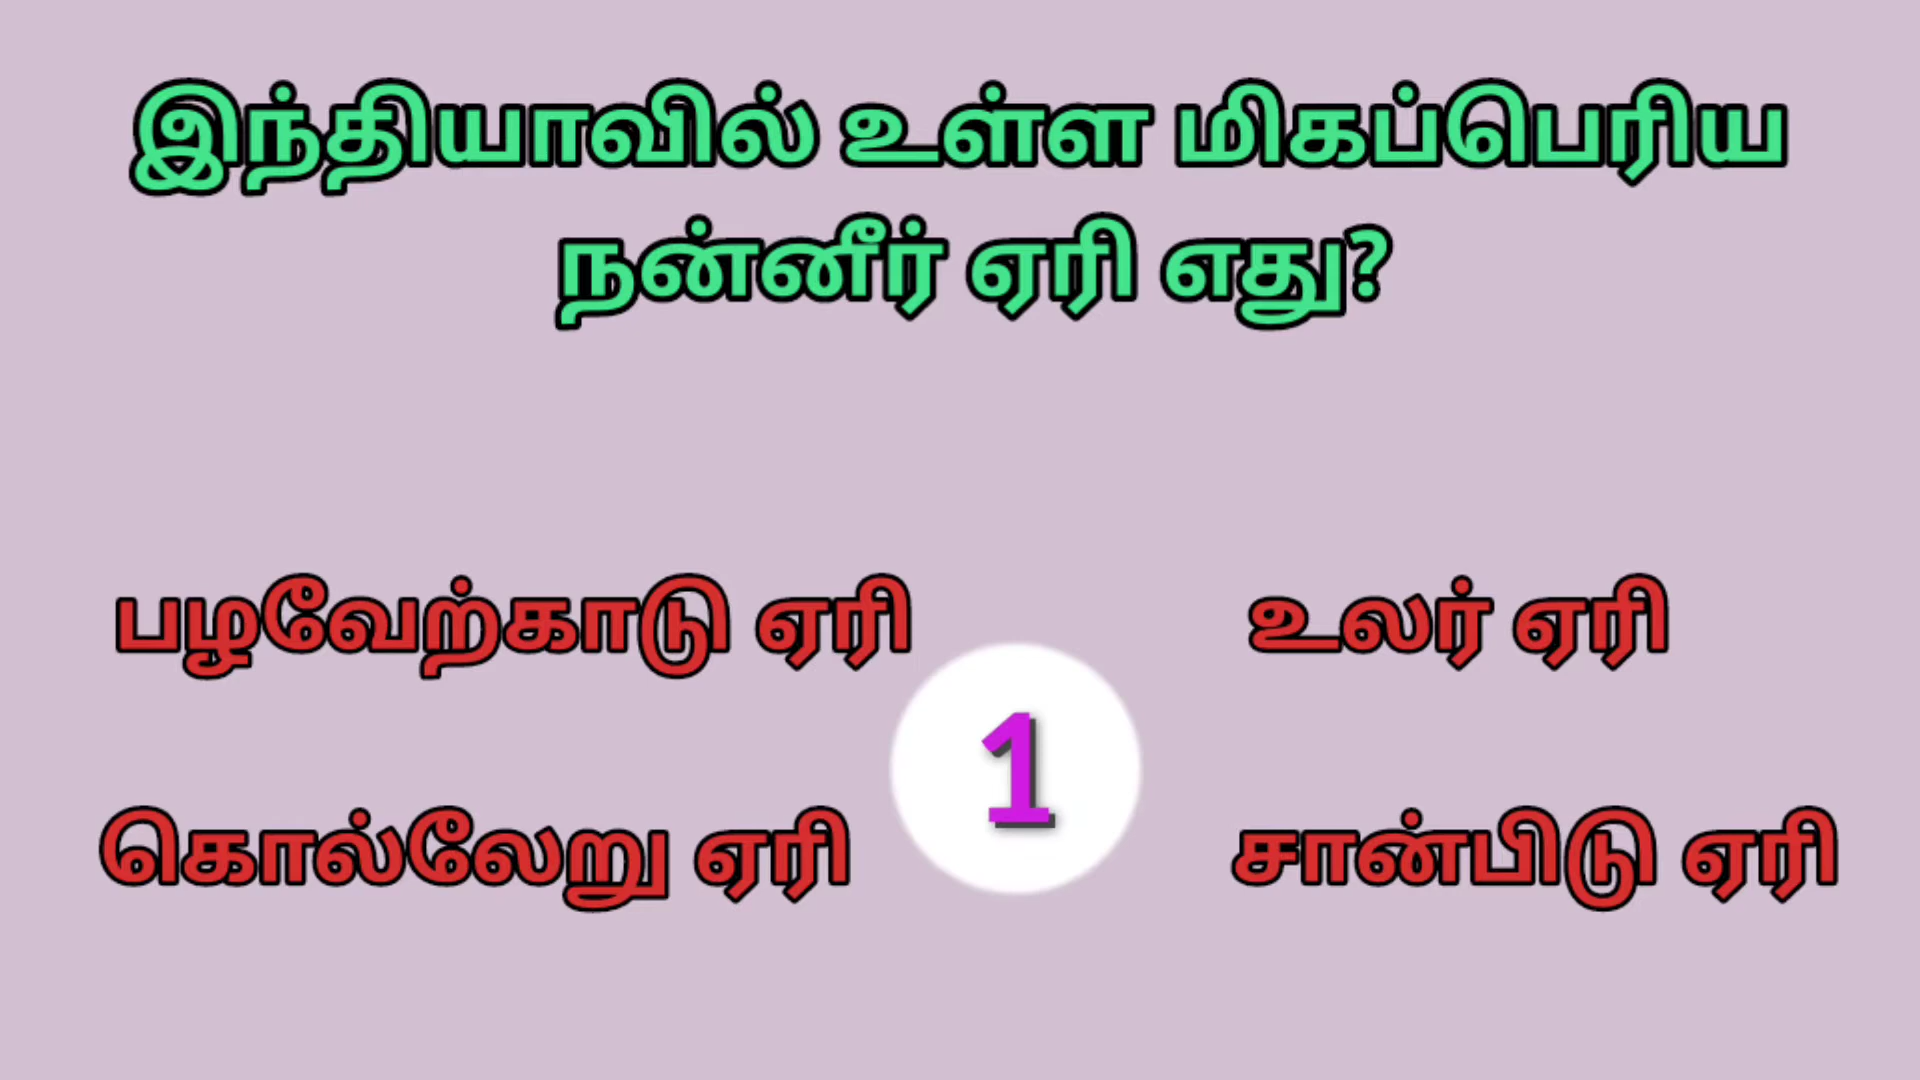 இந்தியாவில் உள்ள மிகப்பெரிய
நன்னீர் ஏரி எது?
பழவேற்காடு ஏரி
உலர் ஏரி
1
கொல்லேறு ஏரி
சான்பிடு ஏரி